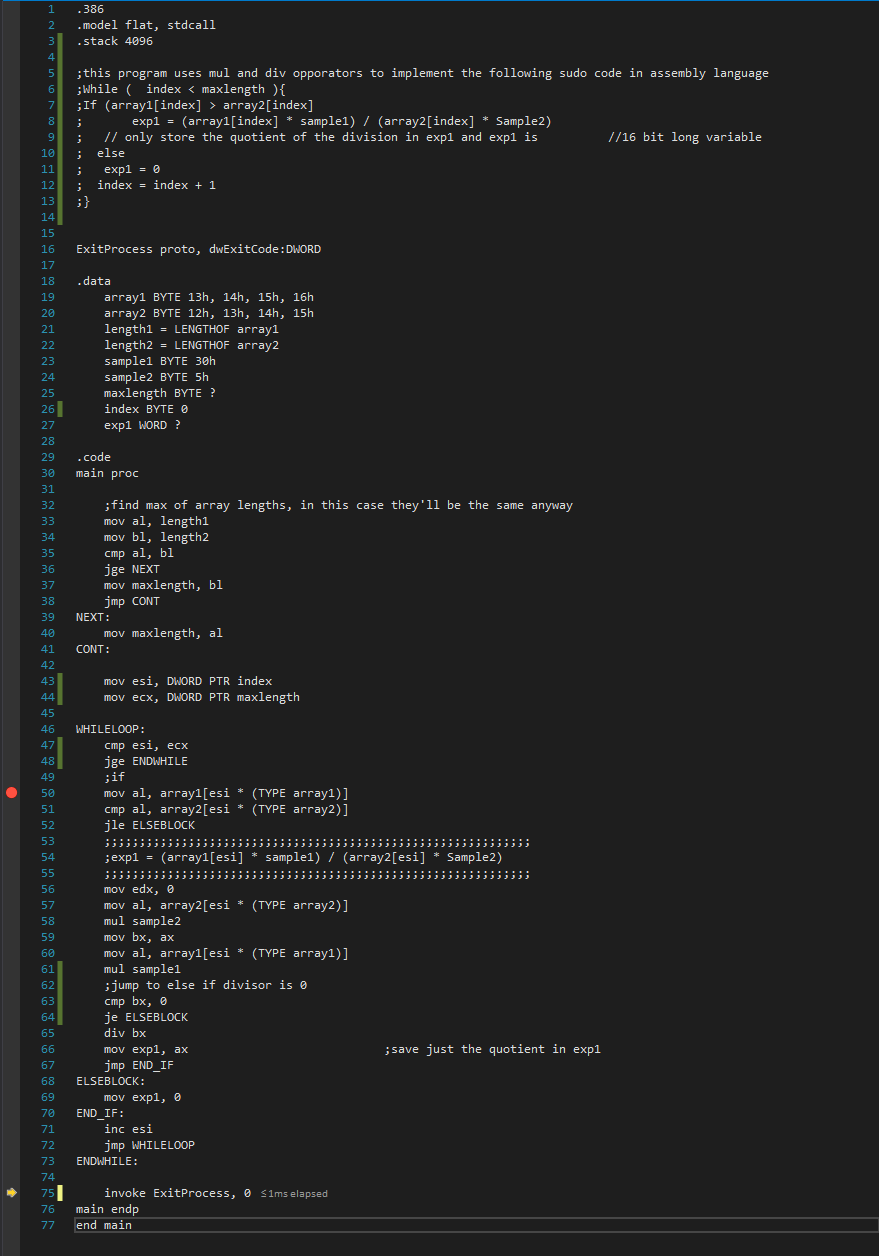 1 .386
2 .model flat, stdcall
3 .stack 4096
4
5 ;this program uses mul and div opporators to implement the following sudo code in assembly language
6 ;While (  index < maxlength ){
7 ;If (array1[index] > array2[index]
8 ;       exp1 = (array1[index] * sample1) / (array2[index] * Sample2)
9 ;   // only store the quotient of the division in exp1 and exp1 is          //16 bit long variable
10 ;  else
11 ;   exp1 = 0
12 ;  index = index + 1
13 ;}
14
15
16 ExitProcess proto, dwExitCode:DWORD
17
18 .data
19     array1 BYTE 13h, 14h, 15h, 16h
20     array2 BYTE 12h, 13h, 14h, 15h
21     length1 = LENGTHOF array1
22     length2 = LENGTHOF array2
23     sample1 BYTE 30h
24     sample2 BYTE 5h
25     maxlength BYTE ?
26     index BYTE 0
27     exp1 WORD ?
28
29 .code
30 main proc
31
32     ;find max of array lengths, in this case they'll be the same anyway
33     mov al, length1
34     mov bl, length2
35     cmp al, bl
36     jge NEXT
37     mov maxlength, bl
38     jmp CONT
39 NEXT:
40     mov maxlength, al
41 CONT:
42
43     mov esi, DWORD PTR index
44     mov ecx, DWORD PTR maxlength
45
46 WHILELOOP:
47     cmp esi, ecx
48     jge ENDWHILE
49     ;if
50     mov al, array1[esi * (TYPE array1)]
51     cmp al, array2[esi * (TYPE array2)]
52     jle ELSEBLOCK
53     ;;;;;;;;;;;;;;;;;;;;;;;;;;;;;;;;;;;;;;;;;;;;;;;;;;;;;;;;;;;;;
54     ;exp1 = (array1[esi] * sample1) / (array2[esi] * Sample2)
55     ;;;;;;;;;;;;;;;;;;;;;;;;;;;;;;;;;;;;;;;;;;;;;;;;;;;;;;;;;;;;;
56     mov edx, 0
57     mov al, array2[esi * (TYPE array2)]
58     mul sample2
59     mov bx, ax
60     mov al, array1[esi * (TYPE array1)]
61     mul sample1
62     ;jump to else if divisor is 0
63     cmp bx, 0
64     je ELSEBLOCK
65     div bx
66     mov exp1, ax                            ;save just the quotient in exp1
67     jmp END_IF
68 ELSEBLOCK:
69     mov exp1, 0
70 END_IF:
71     inc esi
72     jmp WHILELOOP
73 ENDWHILE:
74
75     invoke ExitProcess, 0 ≤1ms elapsed
76 main endp
77 end main